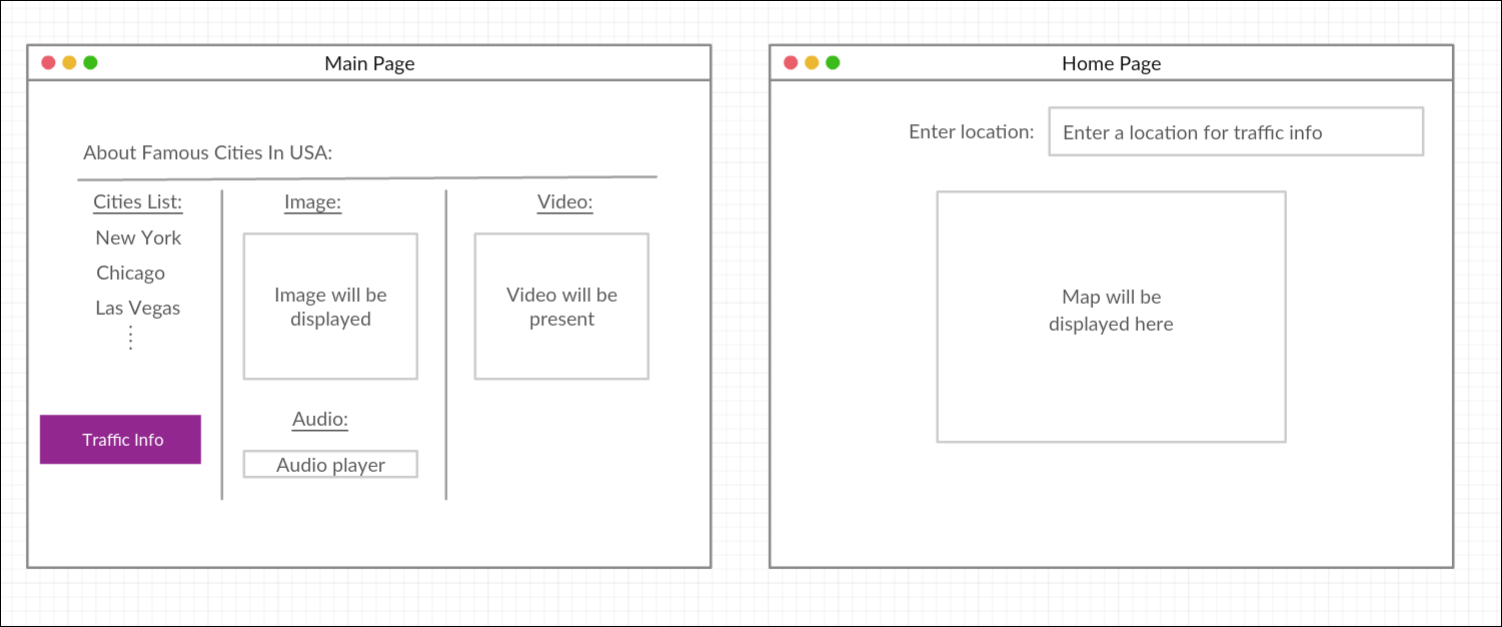 Main Page
About Famous Cities In USA:
Cities List:
New York
Chicago
Las Vegas
Traffic Info
Image:
Image will be
displayed
Audio:
Audio player
Video:
Video will be
present
Home Page
Enter location:
Enter a location for traffic info
Map will be
displayed here